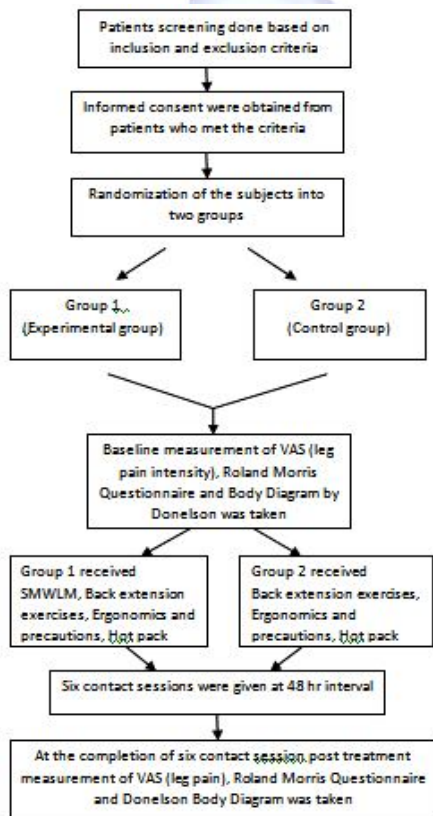 Patients screening done based on
inclusion and exclusion criteria
Informed consent were obtained from
patients who met the criteria
Randomization of the subjects into
two groups
Group 1
(Experimental group)
Group 2
(Control group)
Baseline measurement of VAS (leg
pain intensity), Roland Morris
Questionnaire and Body Diagram by
Donelson was taken
Group 1 received
SMWLM, Back extension
exercises, Ergonomics and
precautions, Hot pack
Group 2 received
Back extension exercises,
Ergonomics and
precautions, Hot pack
Six contact sessions were given at 48 hr interval
At the completion of six contact session post treatment
measurement of VAS (leg pain), Roland Morris Questionnaire
and Donelson Body Diagram was taken